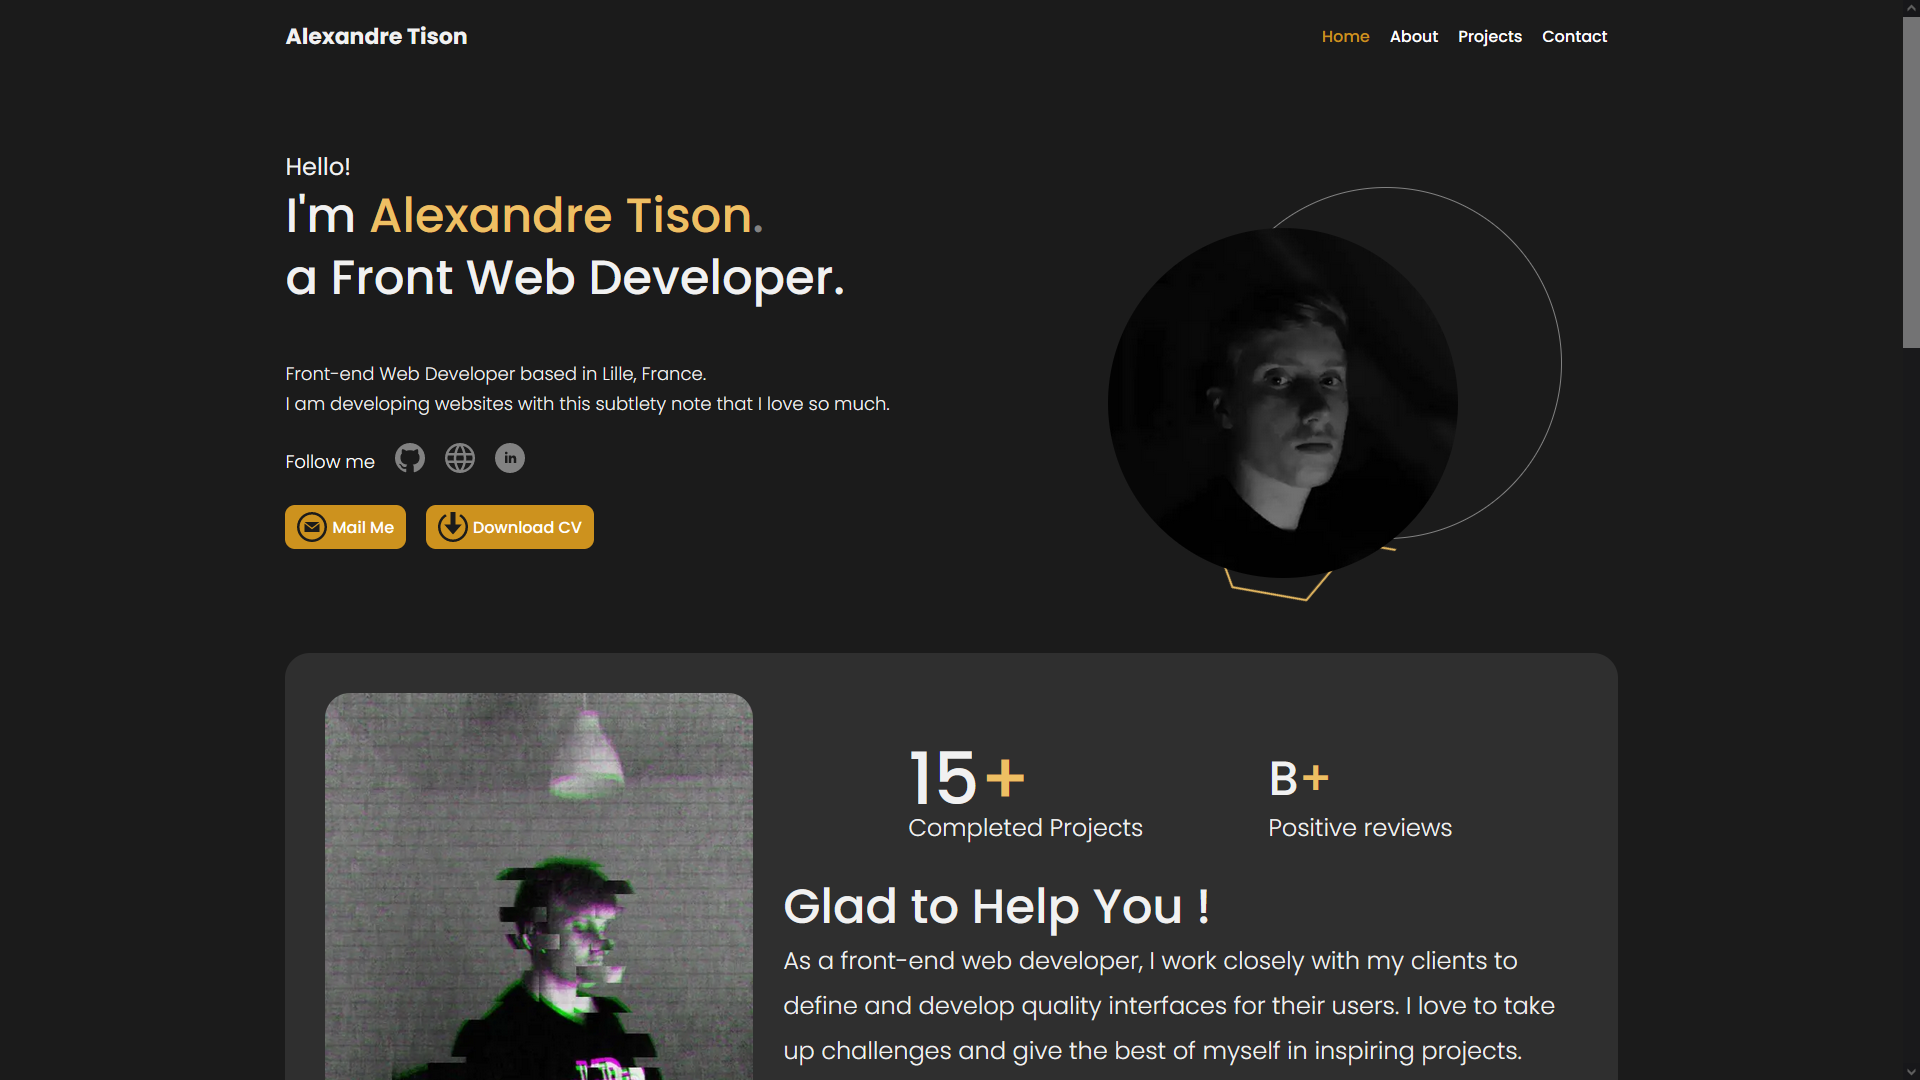 Alexandre Tison
Home About Projects Contact
Hello!
I'm Alexandre Tison.
a Front Web Developer.
Front-end Web Developer based in Lille, France.
I am developing websites with this subtlety note that I love so much.
Follow me
in
Mail Me
Download CV
15+
Completed Projects
B+
Positive reviews
Glad to Help You !
As a front-end web developer, I work closely with my clients to
define and develop quality interfaces for their users. I love to take
up challenges and give the best of myself in inspiring projects.